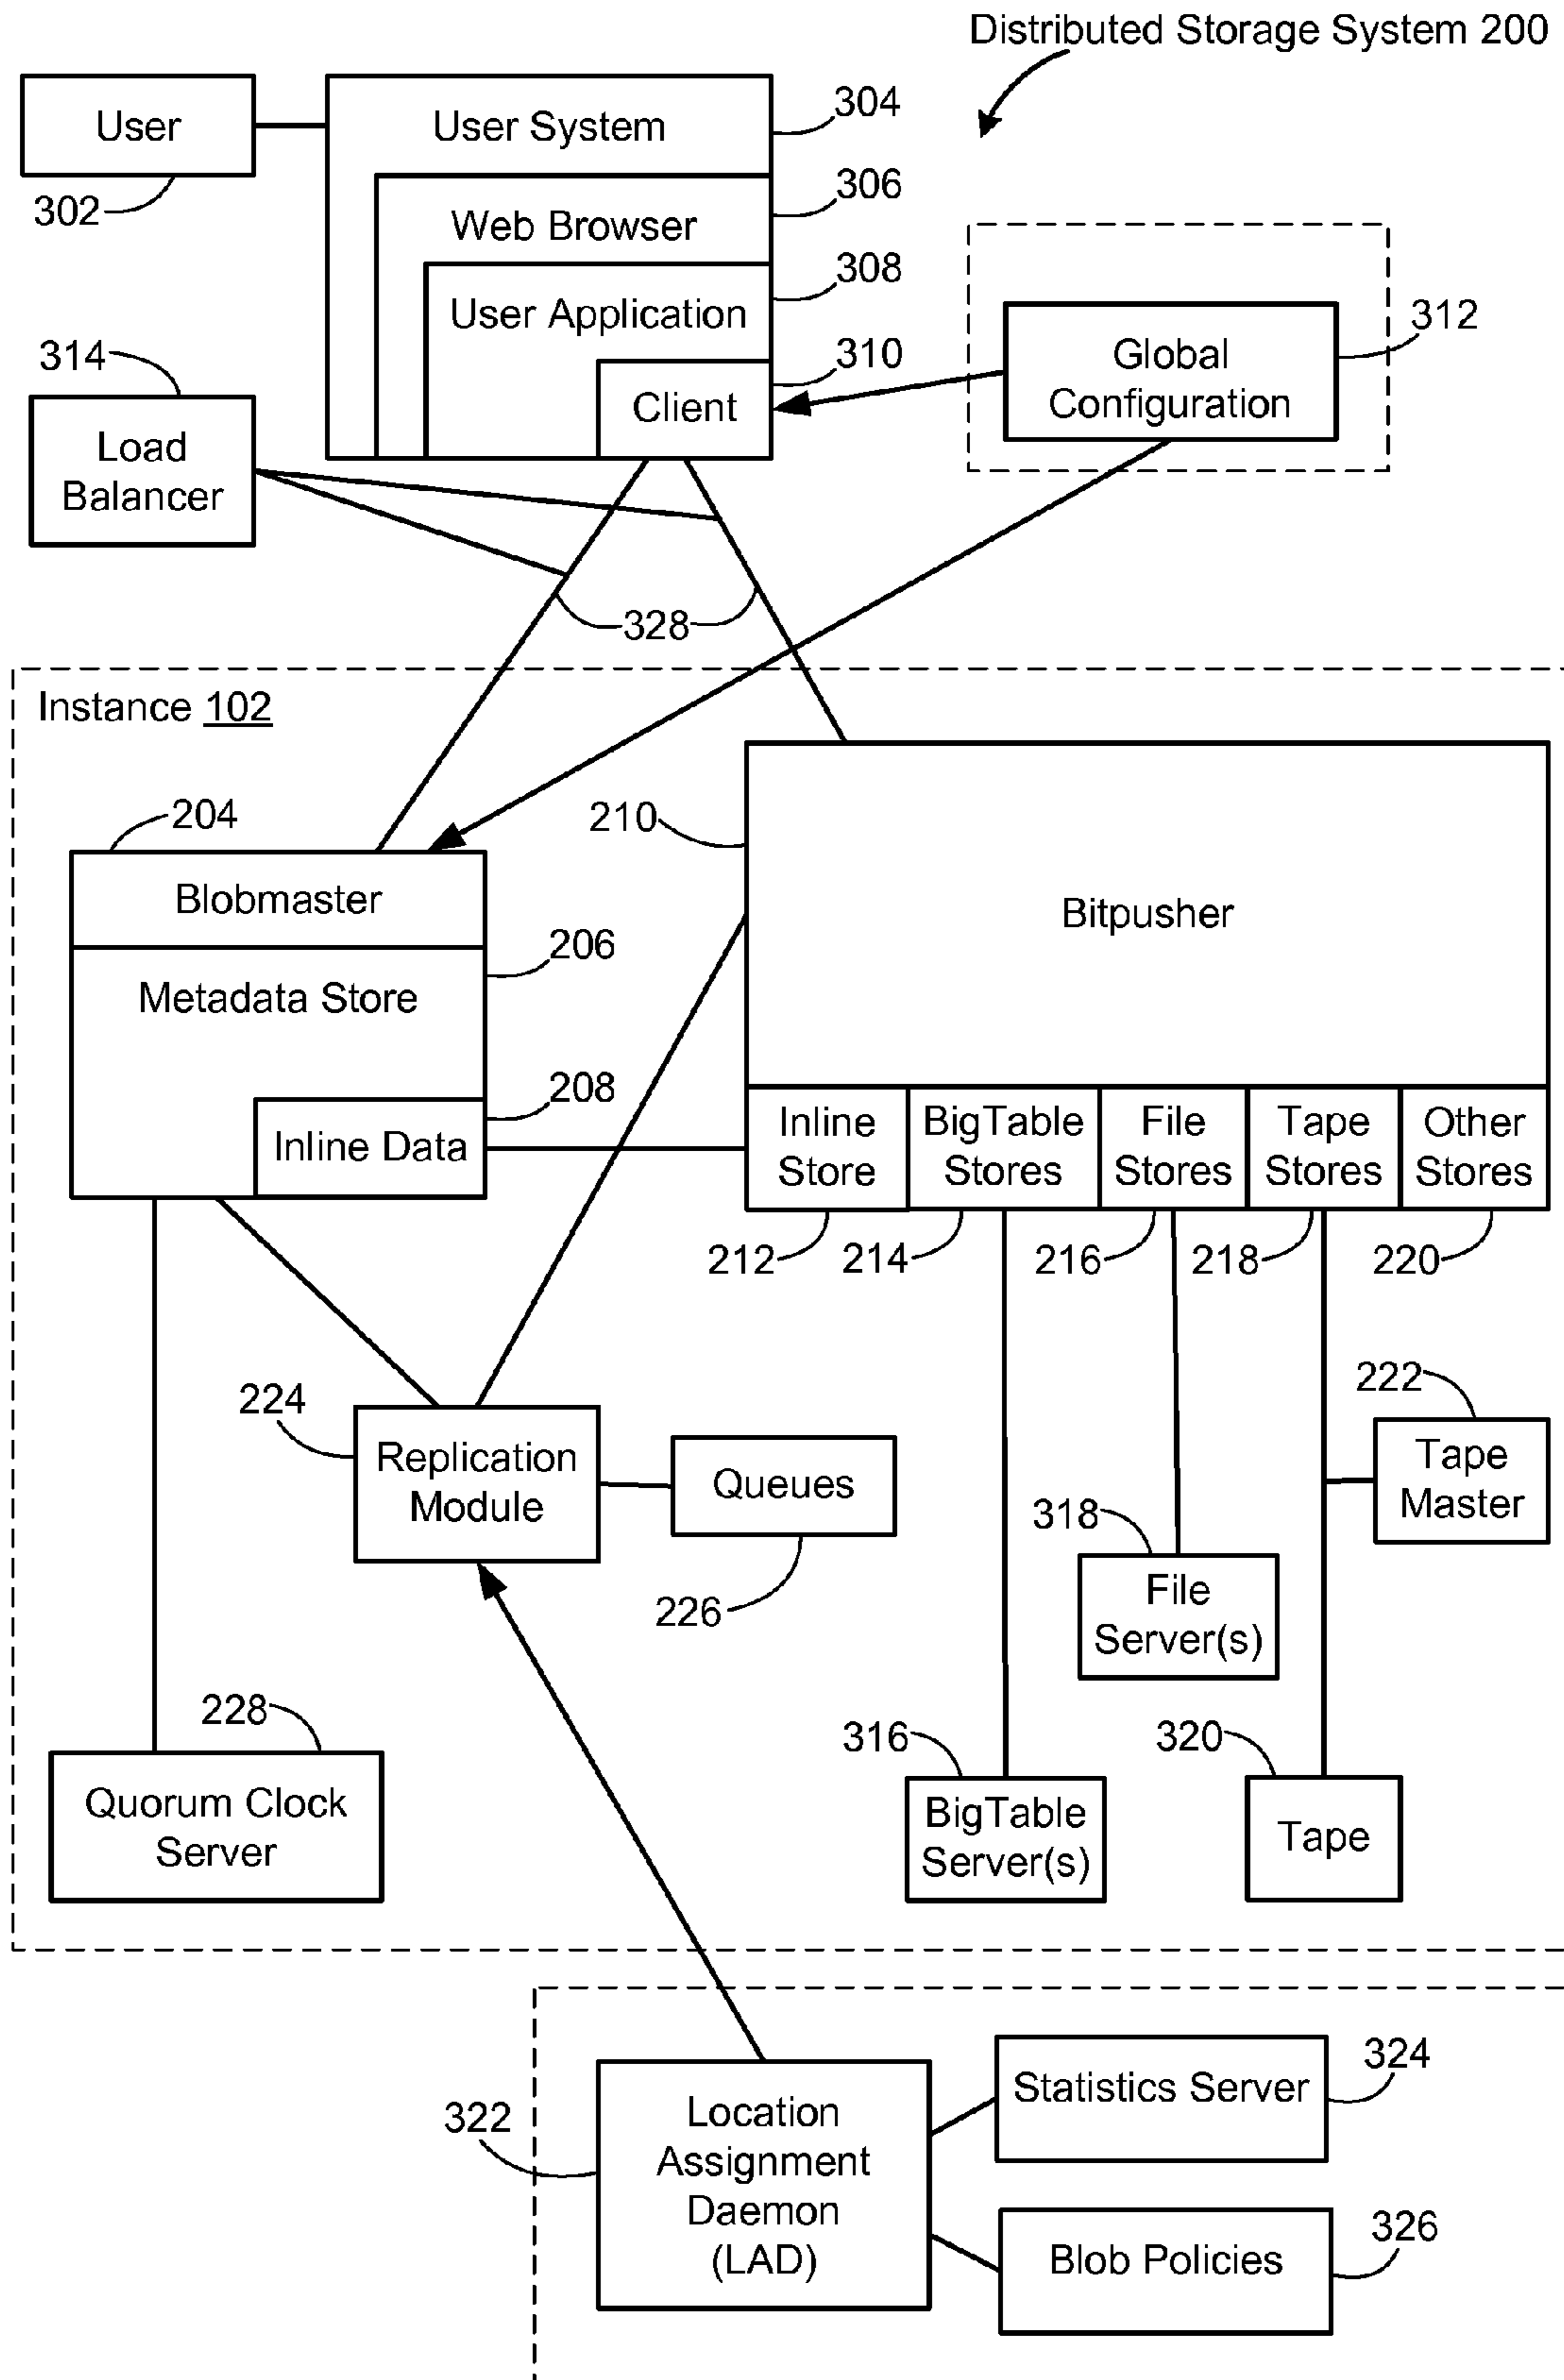 Distributed Storage System 200
User
302
User System
304
Web Browser
306
User Application
308
Client
310
Global
Configuration
312
314
Load
Balancer
328
Instance 102
204
Blobmaster
206
Metadata Store
208
Inline Data
210
Bitpusher
Inline
Store
BigTable
Stores
File
Stores
Tape
Stores
Other
Stores
212
214
216
218
220
224
Replication
Module
Queues
226
222
Tape
Master
318
File
Server(s)
228
Quorum Clock
Server
316
BigTable
Server(s)
320
Tape
322
Location
Assignment
Daemon
(LAD)
Statistics Server
324
Blob Policies
326